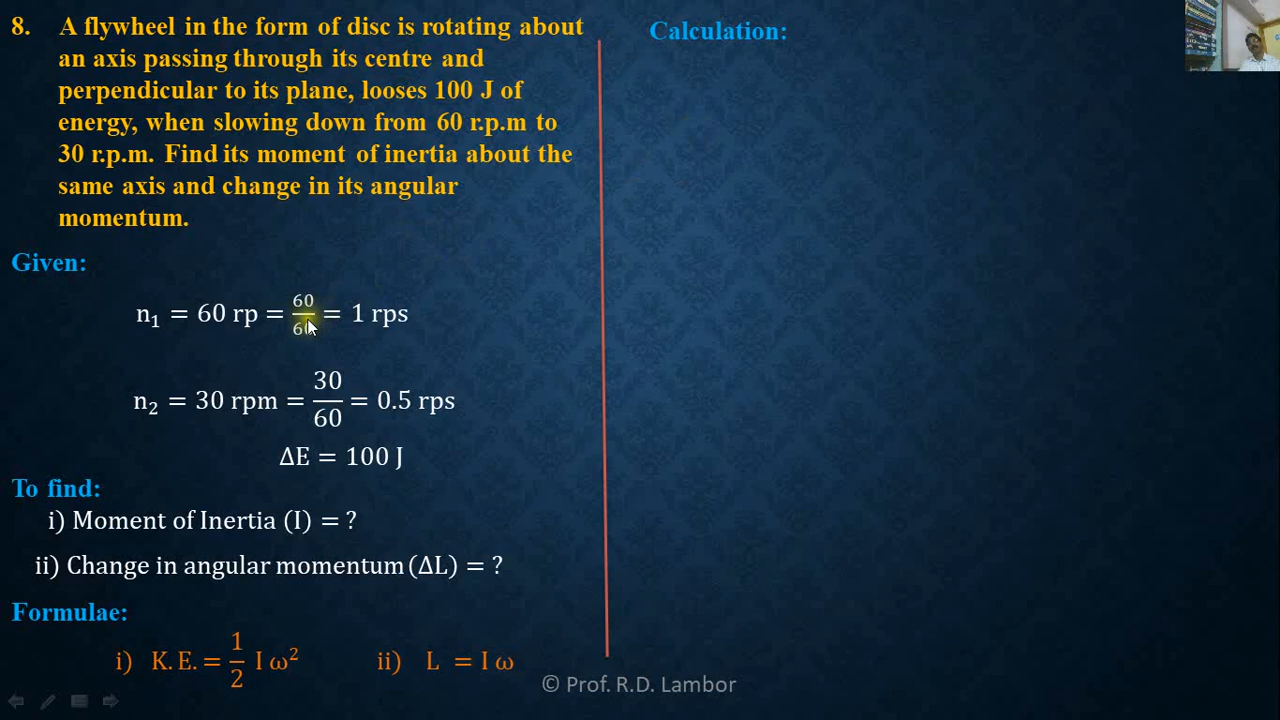 8. A flywheel in the form of disc is rotating about
an axis passing through its centre and
perpendicular to its plane, looses 100 J of
energy, when slowing down from 60 r.p.m to
30 r.p.m. Find its moment of inertia about the
same axis and change in its angular
momentum.
Given:
n₁ = 60 rp = 60/60 = 1 rps
n₂ = 30 rpm = 30/60 = 0.5 rps
ΔE = 100 J
To find:
i) Moment of Inertia (I) = ?
ii) Change in angular momentum (ΔL) = ?
Formulae:
i) K.E. = 1/2 I ω² ii) L = I ω
Calculation:
© Prof. R.D. Lambor